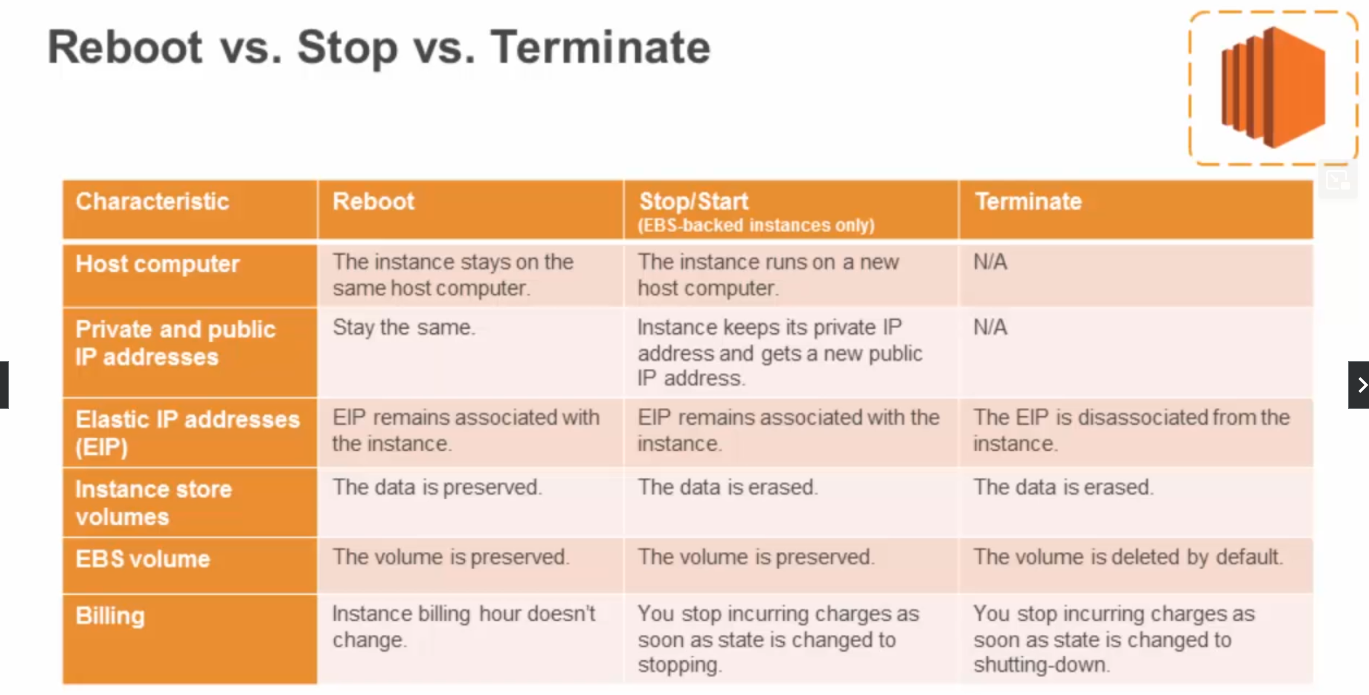 Reboot vs. Stop vs. Terminate
Characteristic
Reboot
Stop/Start
(EBS-backed instances only)
Terminate
Host computer
The instance stays on the
same host computer.
The instance runs on a new
host computer.
N/A
Private and public
IP addresses
Stay the same.
Instance keeps its private IP
address and gets a new public
IP address.
N/A
Elastic IP addresses
(EIP)
EIP remains associated with
the instance.
EIP remains associated with the
instance.
The EIP is disassociated from the
instance.
Instance store
volumes
The data is preserved.
The data is erased.
The data is erased.
EBS volume
The volume is preserved.
The volume is preserved.
The volume is deleted by default.
Billing
Instance billing hour doesn't
change.
You stop incurring charges as
soon as state is changed to
stopping.
You stop incurring charges as
soon as state is changed to
shutting-down.